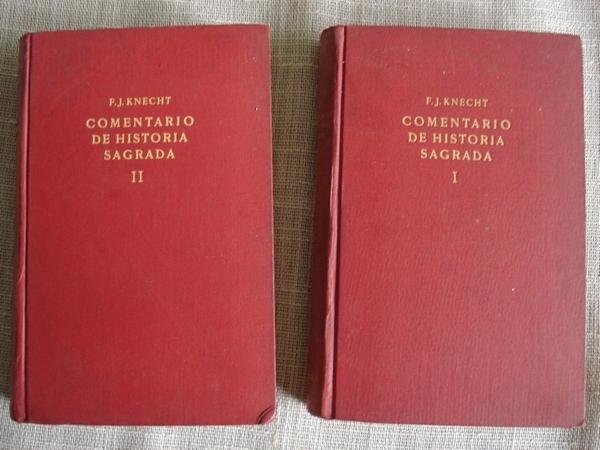 F. J. KNECHT
COMENTARIO
DE HISTORIA
SAGRADA
II
F. J. KNECHT
COMENTARIO
DE HISTORIA
SAGRADA
I